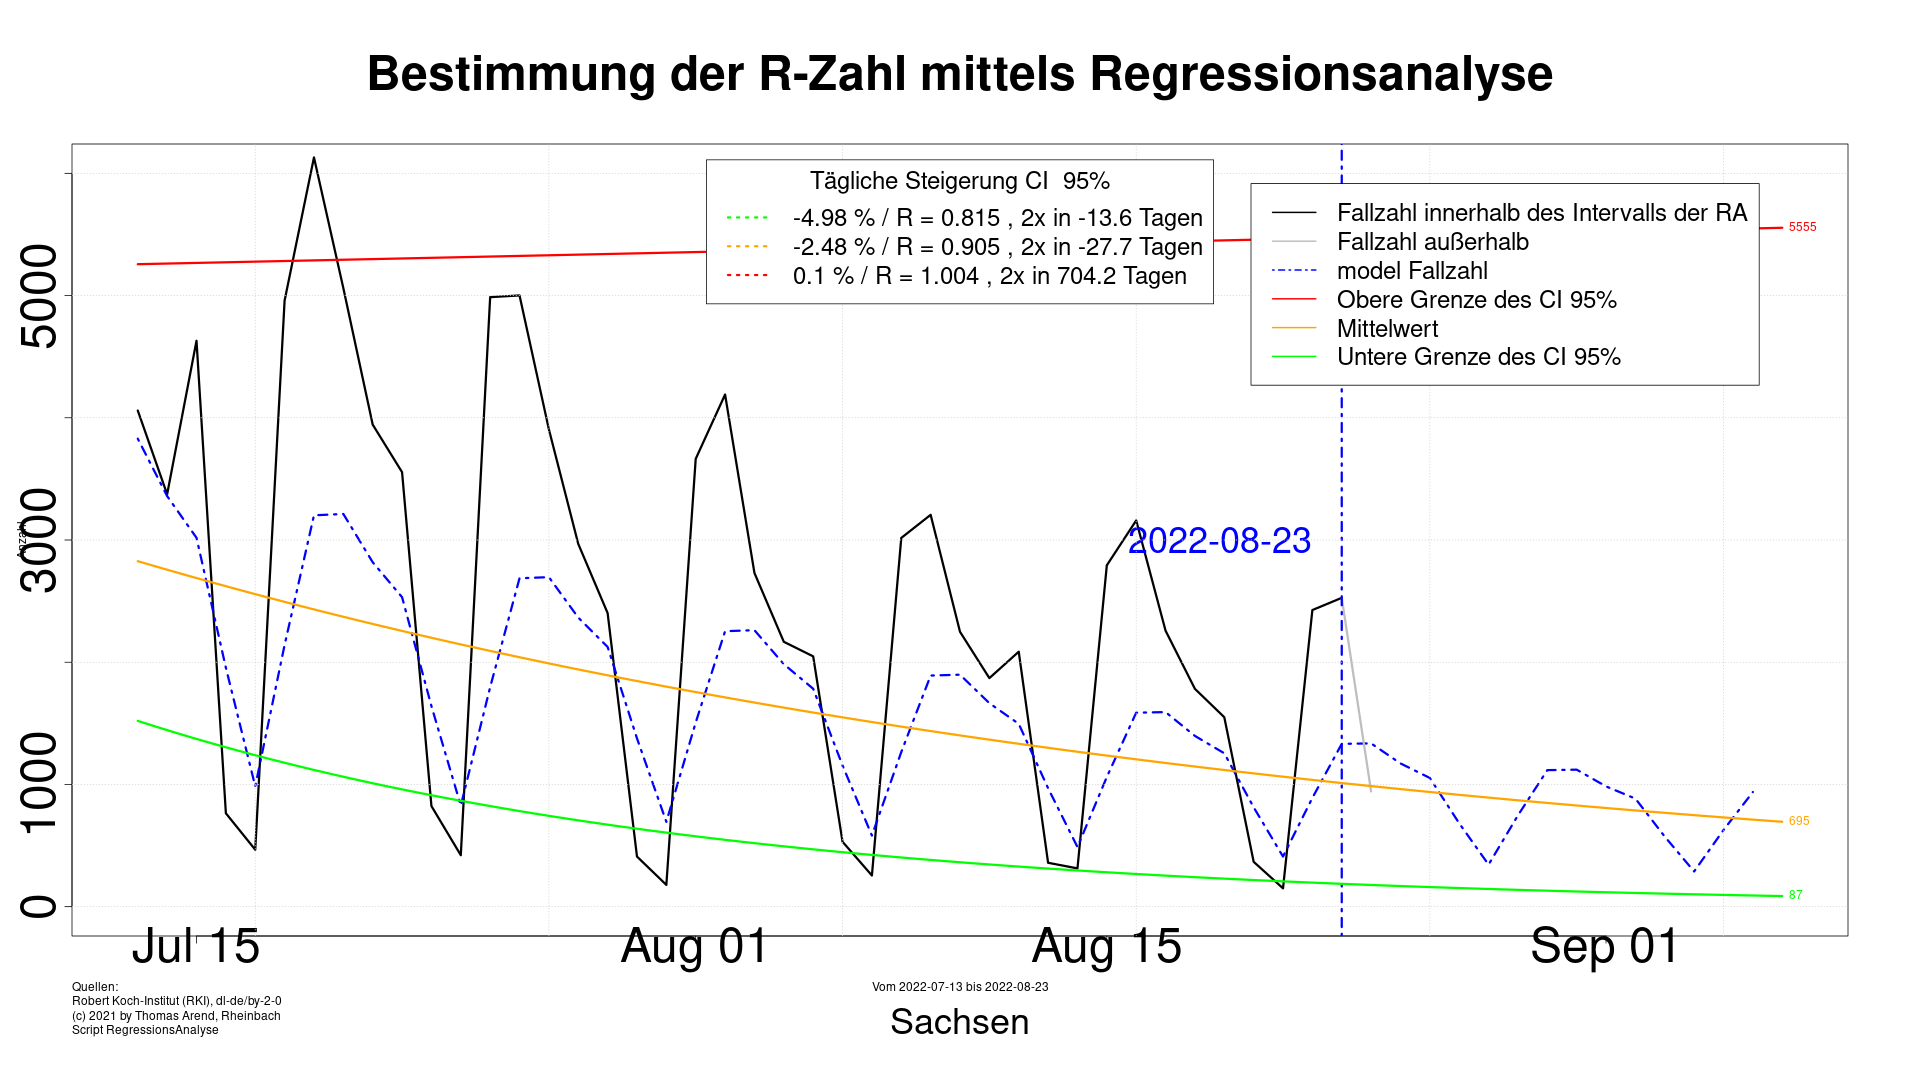 Bestimmung der R-Zahl mittels Regressionsanalyse
Tägliche Steigerung CI  95%
-4.98 % / R = 0.815 , 2x in -13.6 Tagen
-2.48 % / R = 0.905 , 2x in -27.7 Tagen
0.1 % / R = 1.004 , 2x in 704.2 Tagen
Fallzahl innerhalb des Intervalls der RA
Fallzahl außerhalb
model Fallzahl
Obere Grenze des CI 95%
Mittelwert
Untere Grenze des CI 95%
5555
5000
3000
1000
0
Anzahl
2022-08-23
695
87
Jul 15
Aug 01
Aug 15
Sep 01
Quellen:
Robert Koch-Institut (RKI), dl-de/by-2-0
(c) 2021 by Thomas Arend, Rheinbach
Script RegressionsAnalyse
Vom 2022-07-13 bis 2022-08-23
Sachsen